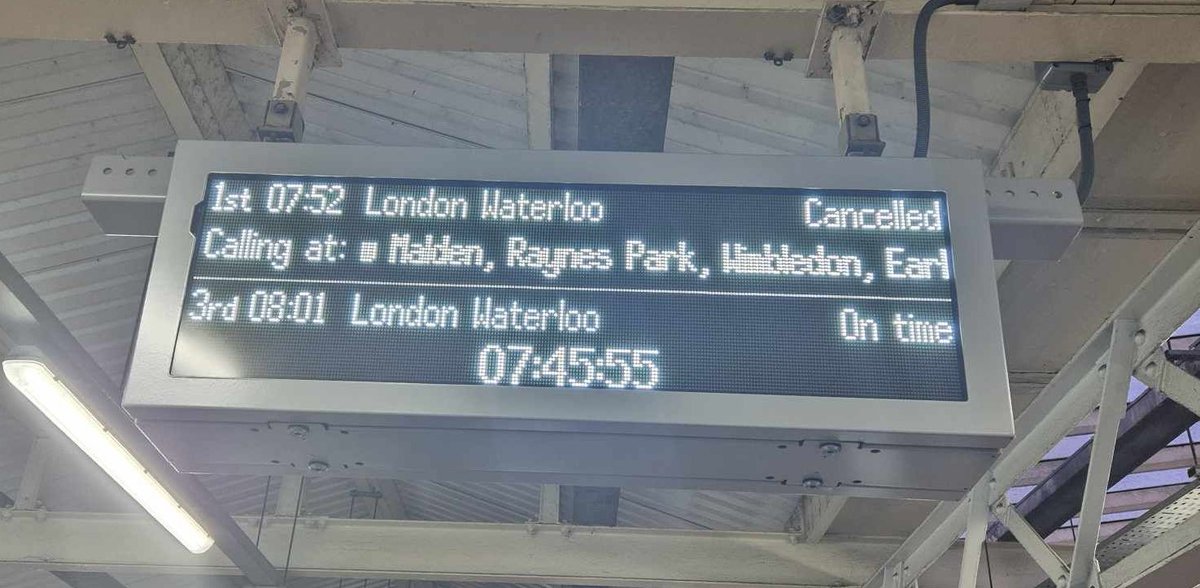 1st 07:52 London Waterloo Cancelled
Calling at: Malden, Raynes Park, Wimbledon, Earl
3rd 08:01 London Waterloo On time
07:45:55